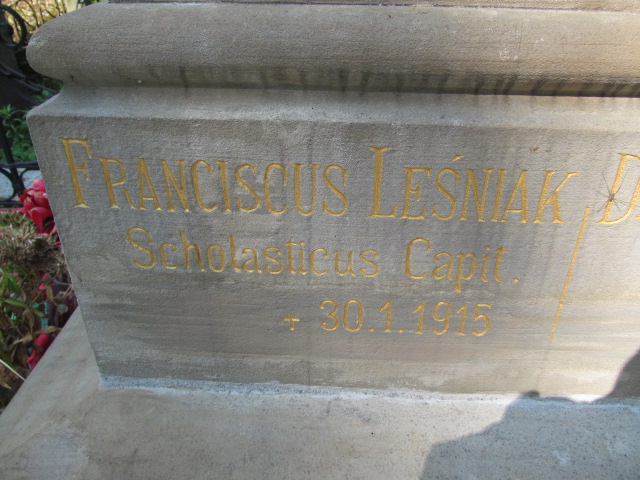 FRANCISCUS LEŚNIAK
Scholasticus Capit.
+ 30.1.1915